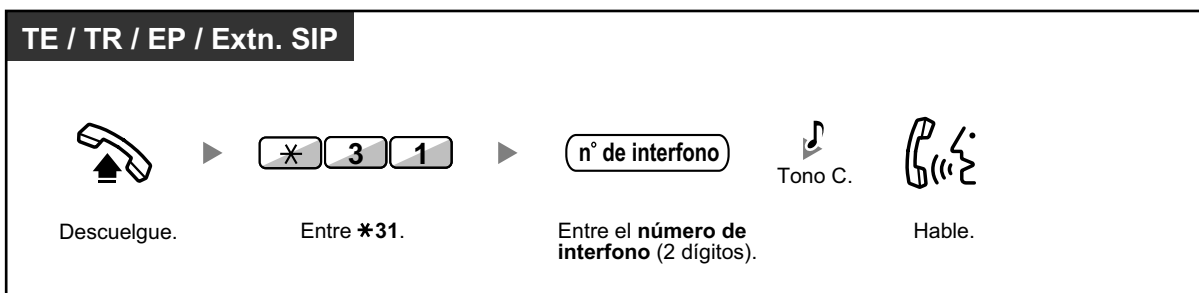 TE / TR / EP / Extn. SIP
* 3 1
n° de interfono
Tono C.
Descuelgue.
Entre *31.
Entre el número de
interfono (2 dígitos).
Hable.